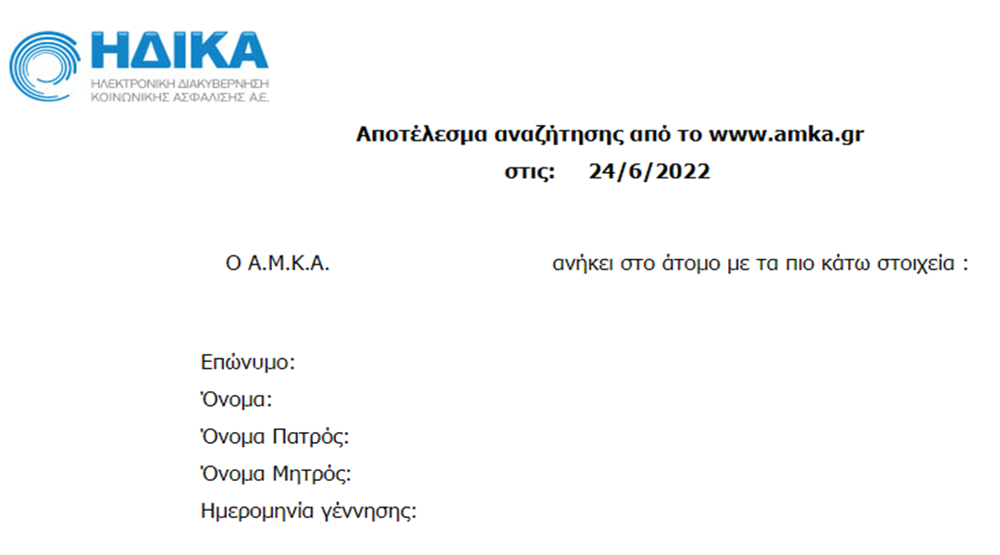 ΗΔΙΚΑ
ΗΛΕΚΤΡΟΝΙΚΗ ΔΙΑΚΥΒΕΡΝΗΣΗ
ΚΟΙΝΩΝΙΚΗΣ ΑΣΦΑΛΙΣΗΣ Α.Ε.
Αποτέλεσμα αναζήτησης από το www.amka.gr
στις: 24/6/2022
Ο Α.Μ.Κ.Α. ανήκει στο άτομο με τα πιο κάτω στοιχεία :
Επώνυμο:
Όνομα:
Όνομα Πατρός:
Όνομα Μητρός:
Ημερομηνία γέννησης: